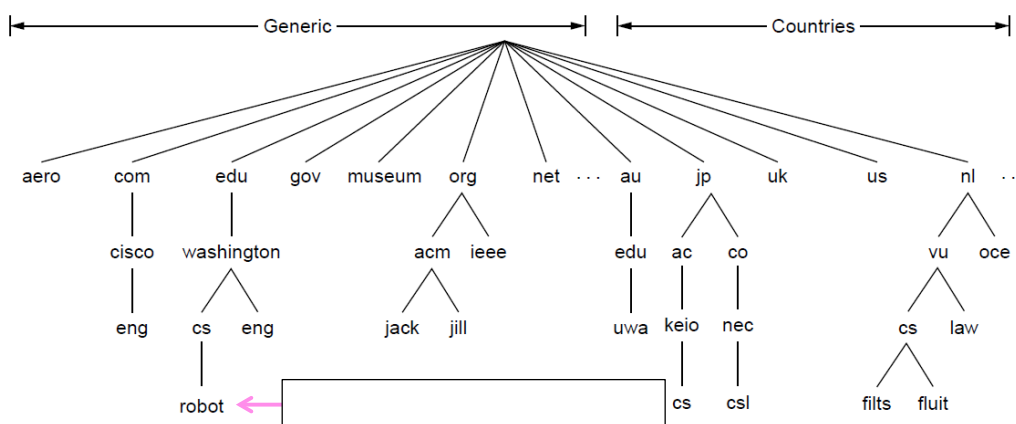 Generic Countries
aero com edu gov museum org net ... au jp uk us nl ..
cisco washington acm ieee edu ac co vu oce
eng cs eng jack jill uwa keio nec cs law
robot cs csl filts fluit